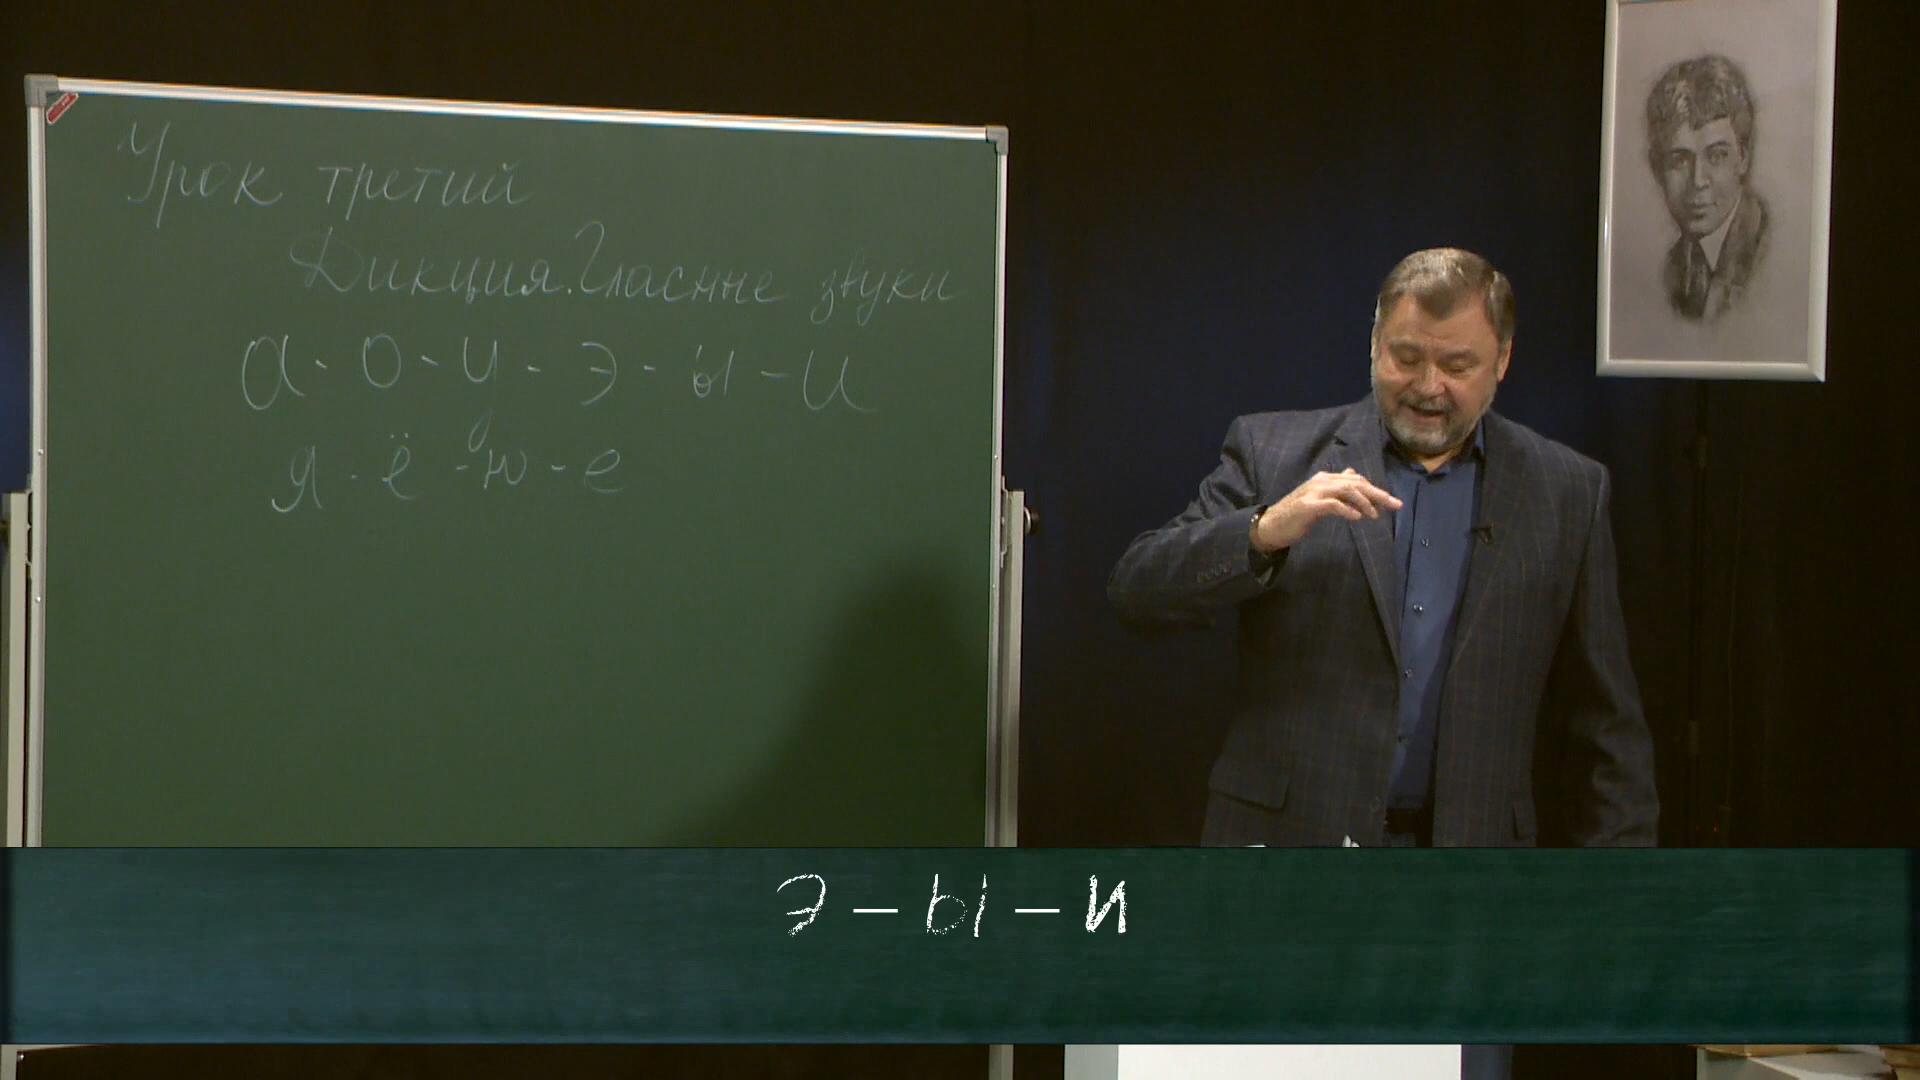 Урок третий
Дикция. Гласные звуки
а - о - у - э - ы - и
я - ё - ю - е
Э – Ы – И